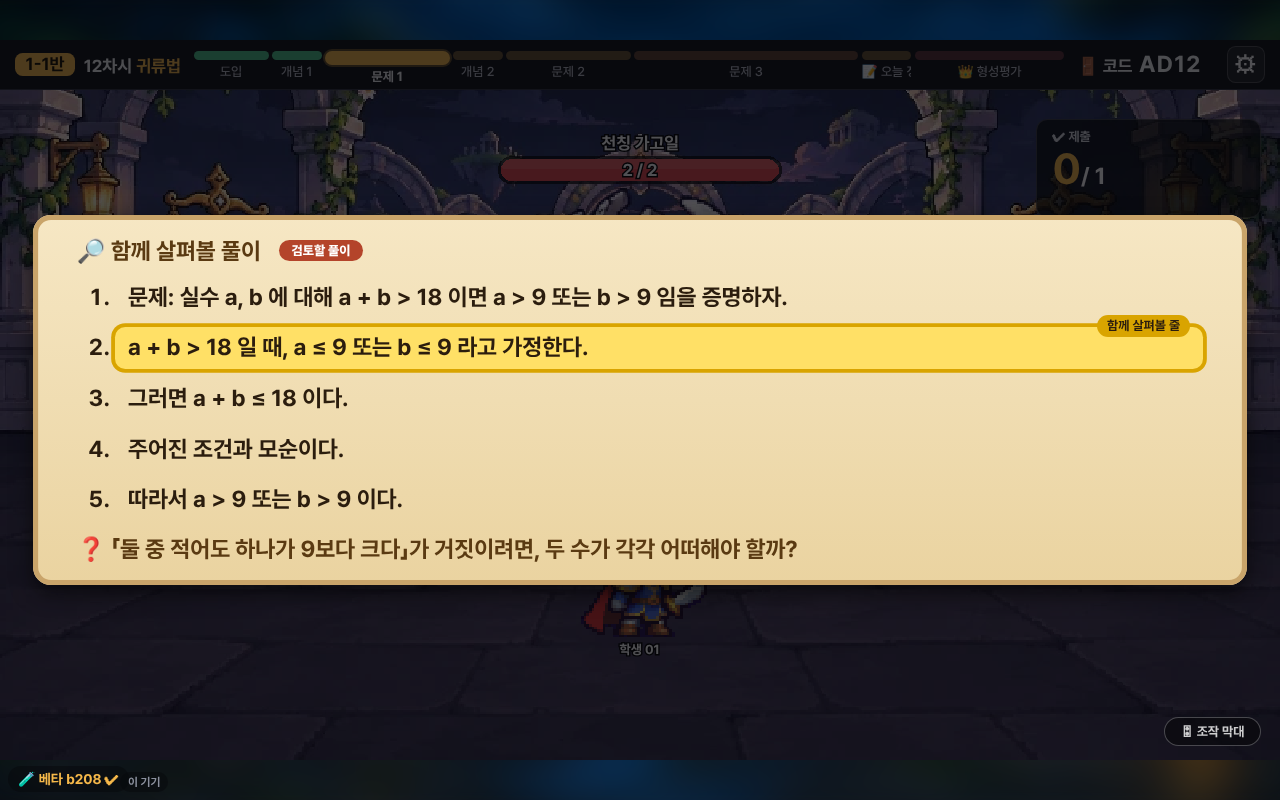 1-1반 12차시 귀류법
도입
개념 1
문제 1
개념 2
문제 2
문제 3
📝 오늘
👑 형성평가
🚪 코드 AD12
천칭 가고일
2 / 2
✔ 제출
0 / 1
🔎 함께 살펴볼 풀이 검토할 풀이
1. 문제: 실수 a, b 에 대해 a + b > 18 이면 a > 9 또는 b > 9 임을 증명하자.
함께 살펴볼 줄
2. a + b > 18 일 때, a ≤ 9 또는 b ≤ 9 라고 가정한다.
3. 그러면 a + b ≤ 18 이다.
4. 주어진 조건과 모순이다.
5. 따라서 a > 9 또는 b > 9 이다.
❓ 「둘 중 적어도 하나가 9보다 크다」가 거짓이려면, 두 수가 각각 어떠해야 할까?
학생 01
🎛 조작 막대
🧪 베타 b208 ✔ 이 기기